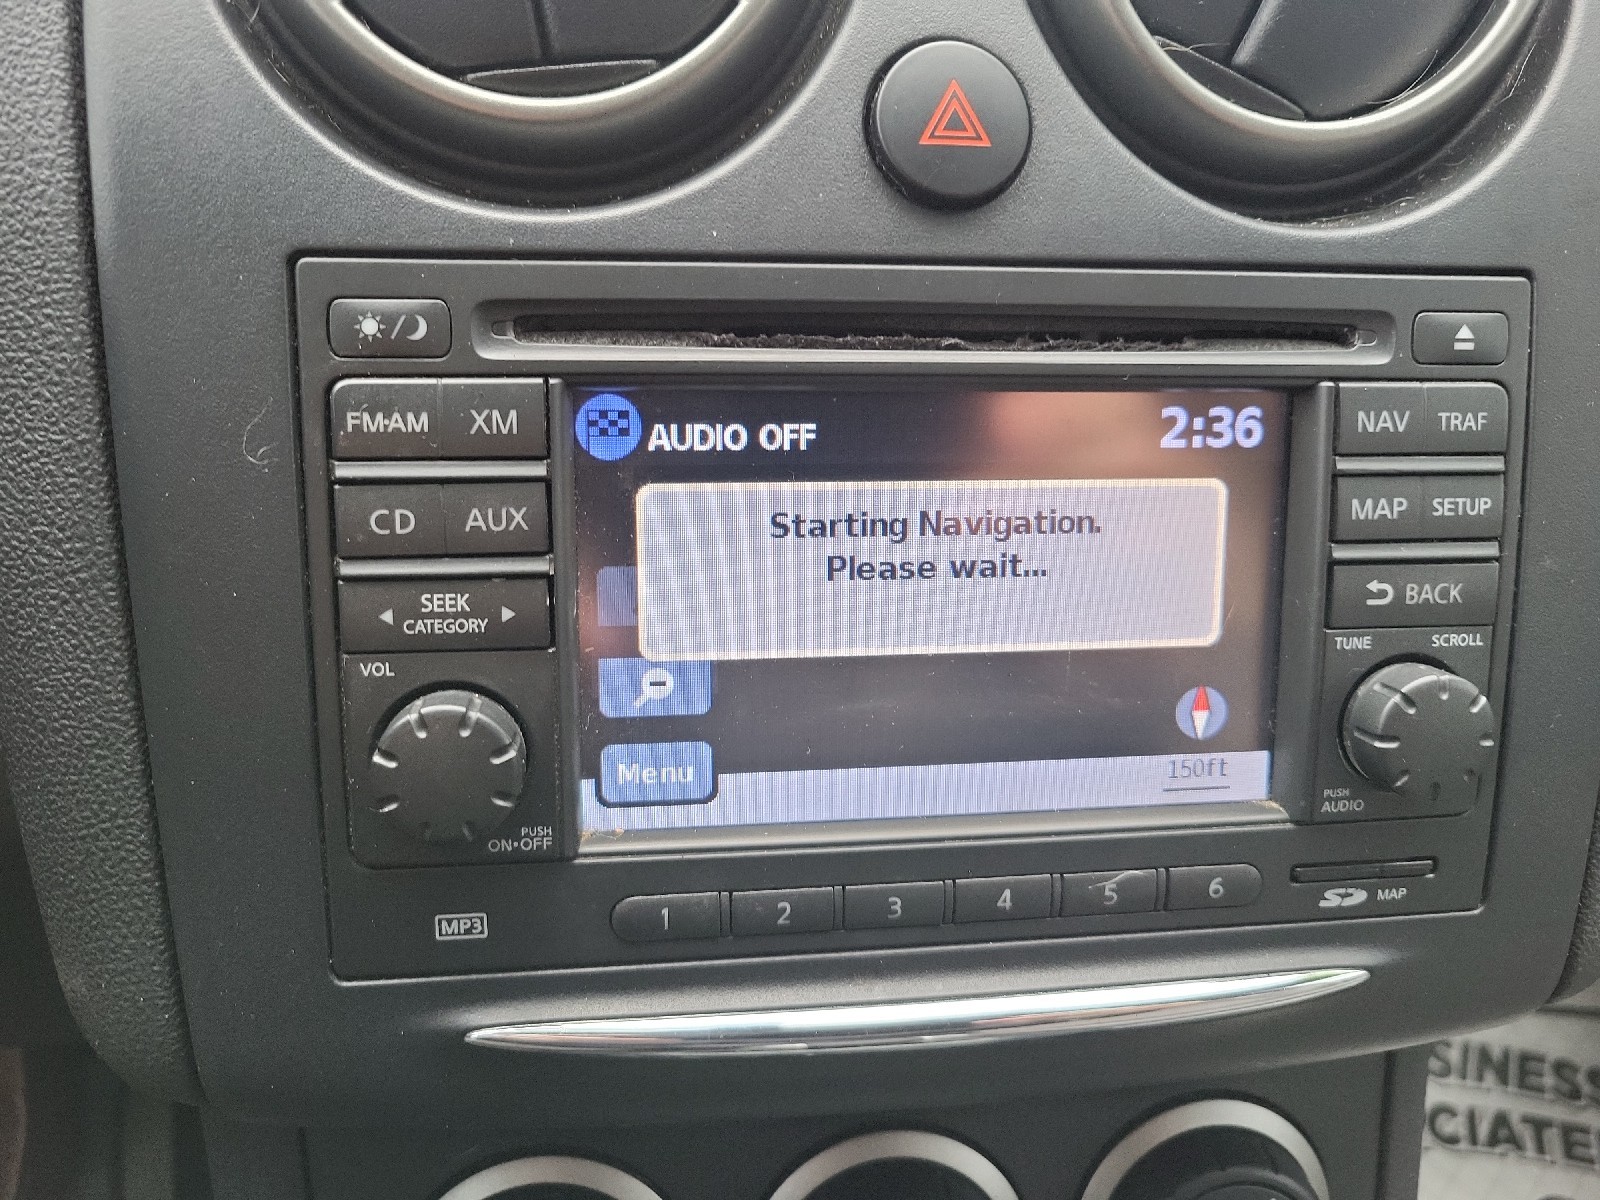 FM·AM
XM
CD
AUX
SEEK
CATEGORY
VOL
PUSH
ON•OFF
MP3
AUDIO OFF
2:36
Starting Navigation.
Please wait...
Menu
150ft
1
2
3
4
5
6
NAV
TRAF
MAP
SETUP
BACK
TUNE
SCROLL
PUSH
AUDIO
SD
MAP
SINESS
CIATE